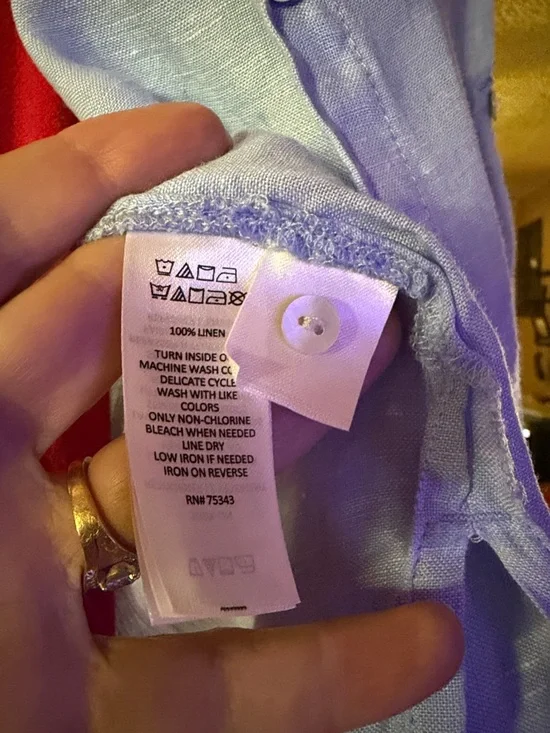 100% LINEN
TURN INSIDE
MACHINE WASH
DELICATE CYCLE
WASH WITH LIKE
COLORS
ONLY NON-CHLORINE
BLEACH WHEN NEEDED
LINE DRY
LOW IRON IF NEEDED
IRON ON REVERSE
RN# 75343